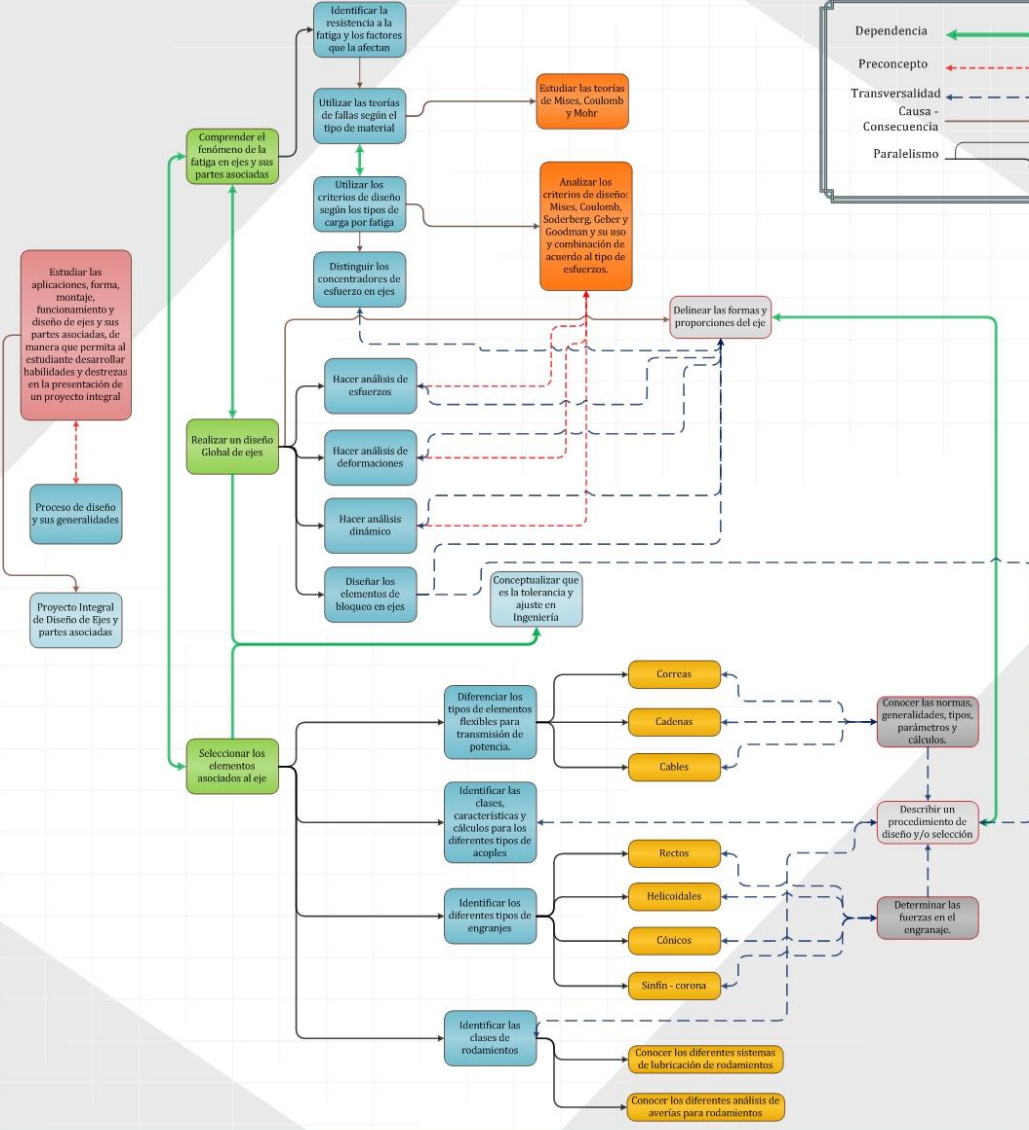 Identificar la
resistencia a la
fatiga y los factores
que la afectan
Utilizar las teorías
de fallas según el
tipo de material
Estudiar las teorías
de Mises, Coulomb
y Mohr
Comprender el
fenómeno de la
fatiga en ejes y sus
partes asociadas
Utilizar los
criterios de diseño
según los tipos de
carga por fatiga
Analizar los
criterios de diseño:
Mises, Coulomb,
Soderberg, Geber y
Goodman y su uso
y combinación de
acuerdo al tipo de
esfuerzos.
Distinguir los
concentradores de
esfuerzo en ejes
Dependencia
Preconcepto
Transversalidad
Causa -
Consecuencia
Paralelismo
Estudiar las
aplicaciones, forma,
montaje,
funcionamiento y
diseño de ejes y sus
partes asociadas, de
manera que permita al
estudiante desarrollar
habilidades y destrezas
en la presentación de
un proyecto integral
Delinear las formas y
proporciones del eje
Hacer análisis de
esfuerzos
Realizar un diseño
Global de ejes
Hacer análisis de
deformaciones
Proceso de diseño
y sus generalidades
Hacer análisis
dinámico
Diseñar los
elementos de
bloqueo en ejes
Conceptualizar que
es la tolerancia y
ajuste en
Ingeniería
Proyecto Integral
de Diseño de Ejes y
partes asociadas
Diferenciar los
tipos de elementos
flexibles para
transmisión de
potencia.
Correas
Cadenas
Cables
Conocer las normas,
generalidades, tipos,
parámetros y
cálculos.
Seleccionar los
elementos
asociados al eje
Identificar las
clases,
características y
cálculos para los
diferentes tipos de
acoples
Describir un
procedimiento de
diseño y/o selección
Identificar los
diferentes tipos de
engranjes
Rectos
Helicoidales
Cónicos
Sinfín - corona
Determinar las
fuerzas en el
engranaje.
Identificar las
clases de
rodamientos
Conocer los diferentes sistemas
de lubricación de rodamientos
Conocer los diferentes análisis de
averías para rodamientos